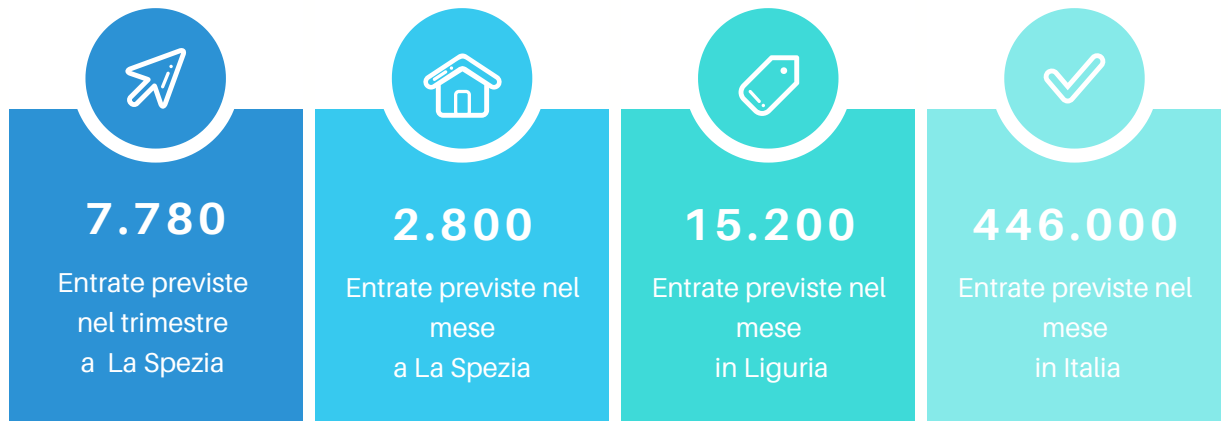 7.780
Entrate previste
nel trimestre
a La Spezia
2.800
Entrate previste nel
mese
a La Spezia
15.200
Entrate previste nel
mese
in Liguria
446.000
Entrate previste nel
mese
in Italia